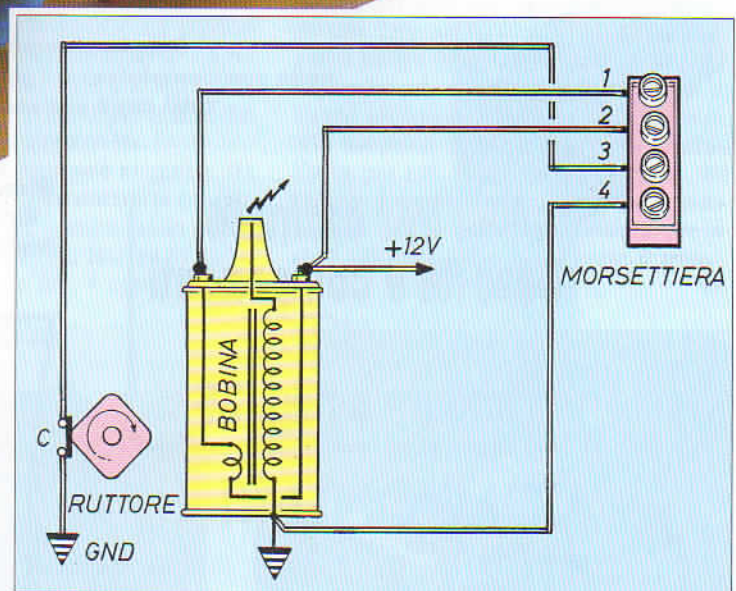 1
2
3
4
+12V
MORSETTIERA
BOBINA
C
RUTTORE
GND